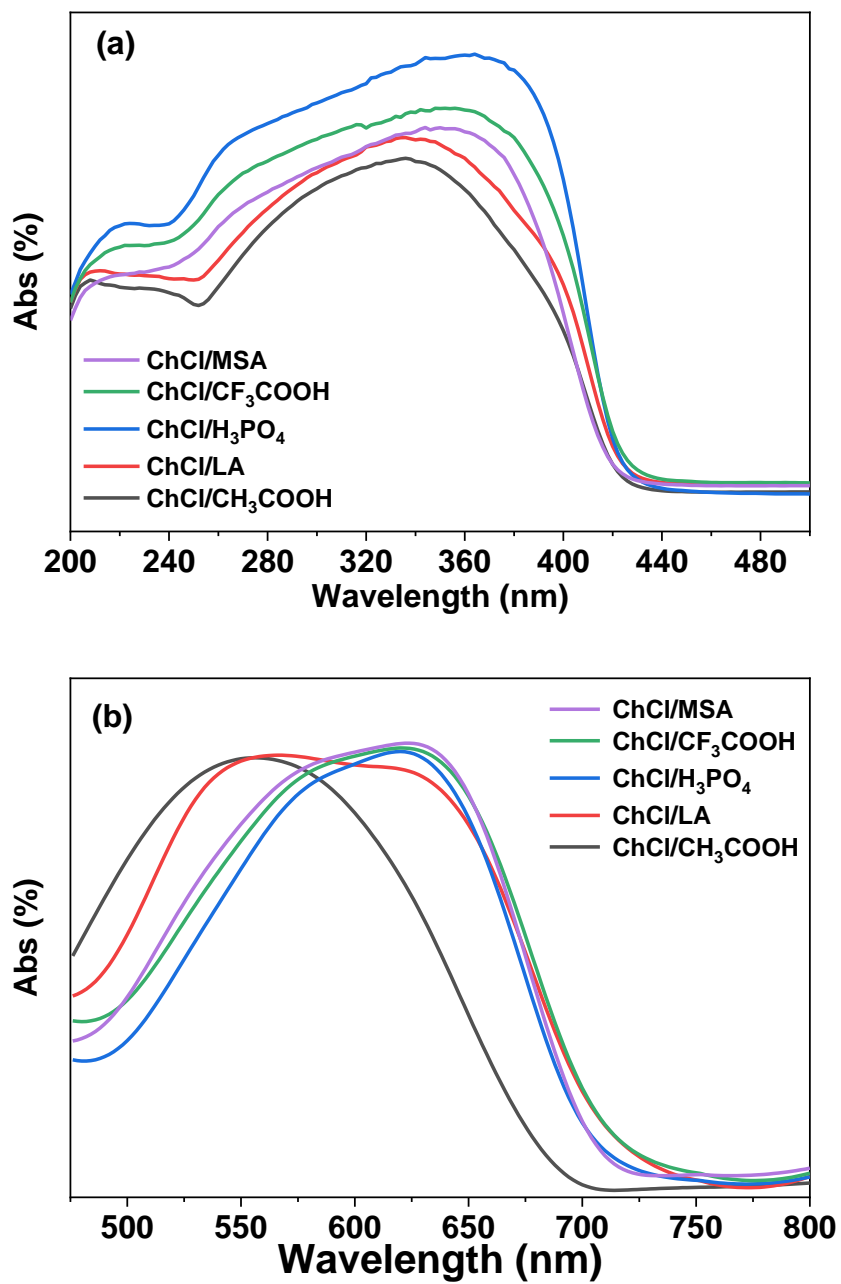 (a)
Abs (%)
ChCl/MSA
ChCl/CF₃COOH
ChCl/H₃PO₄
ChCl/LA
ChCl/CH₃COOH
200 240 280 320 360 400 440 480
Wavelength (nm)
(b)
Abs (%)
ChCl/MSA
ChCl/CF₃COOH
ChCl/H₃PO₄
ChCl/LA
ChCl/CH₃COOH
500 550 600 650 700 750 800
Wavelength (nm)